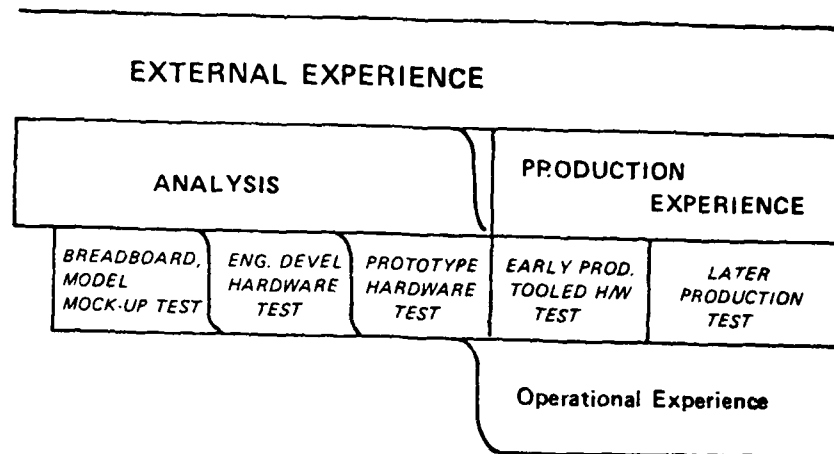 EXTERNAL EXPERIENCE
ANALYSIS
PRODUCTION
EXPERIENCE
BREADBOARD,
MODEL
MOCK-UP TEST
ENG. DEVEL
HARDWARE
TEST
PROTOTYPE
HARDWARE
TEST
EARLY PROD.
TOOLED H/W
TEST
LATER
PRODUCTION
TEST
Operational Experience